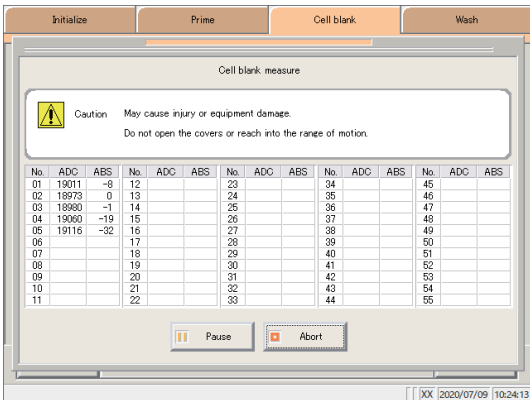 Initialize Prime Cell blank Wash
Cell blank measure
Caution May cause injury or equipment damage.
Do not open the covers or reach into the range of motion.
No. ADC ABS No. ADC ABS No. ADC ABS No. ADC ABS No. ADC ABS
01 19011 -8 12 23 34 45
02 18973 0 13 24 35 46
03 18980 -1 14 25 36 47
04 19060 -19 15 26 37 48
05 19116 -32 16 27 38 49
06 17 28 39 50
07 18 29 40 51
08 19 30 41 52
09 20 31 42 53
10 21 32 43 54
11 22 33 44 55
Pause Abort
XX 2020/07/09 10:24:13